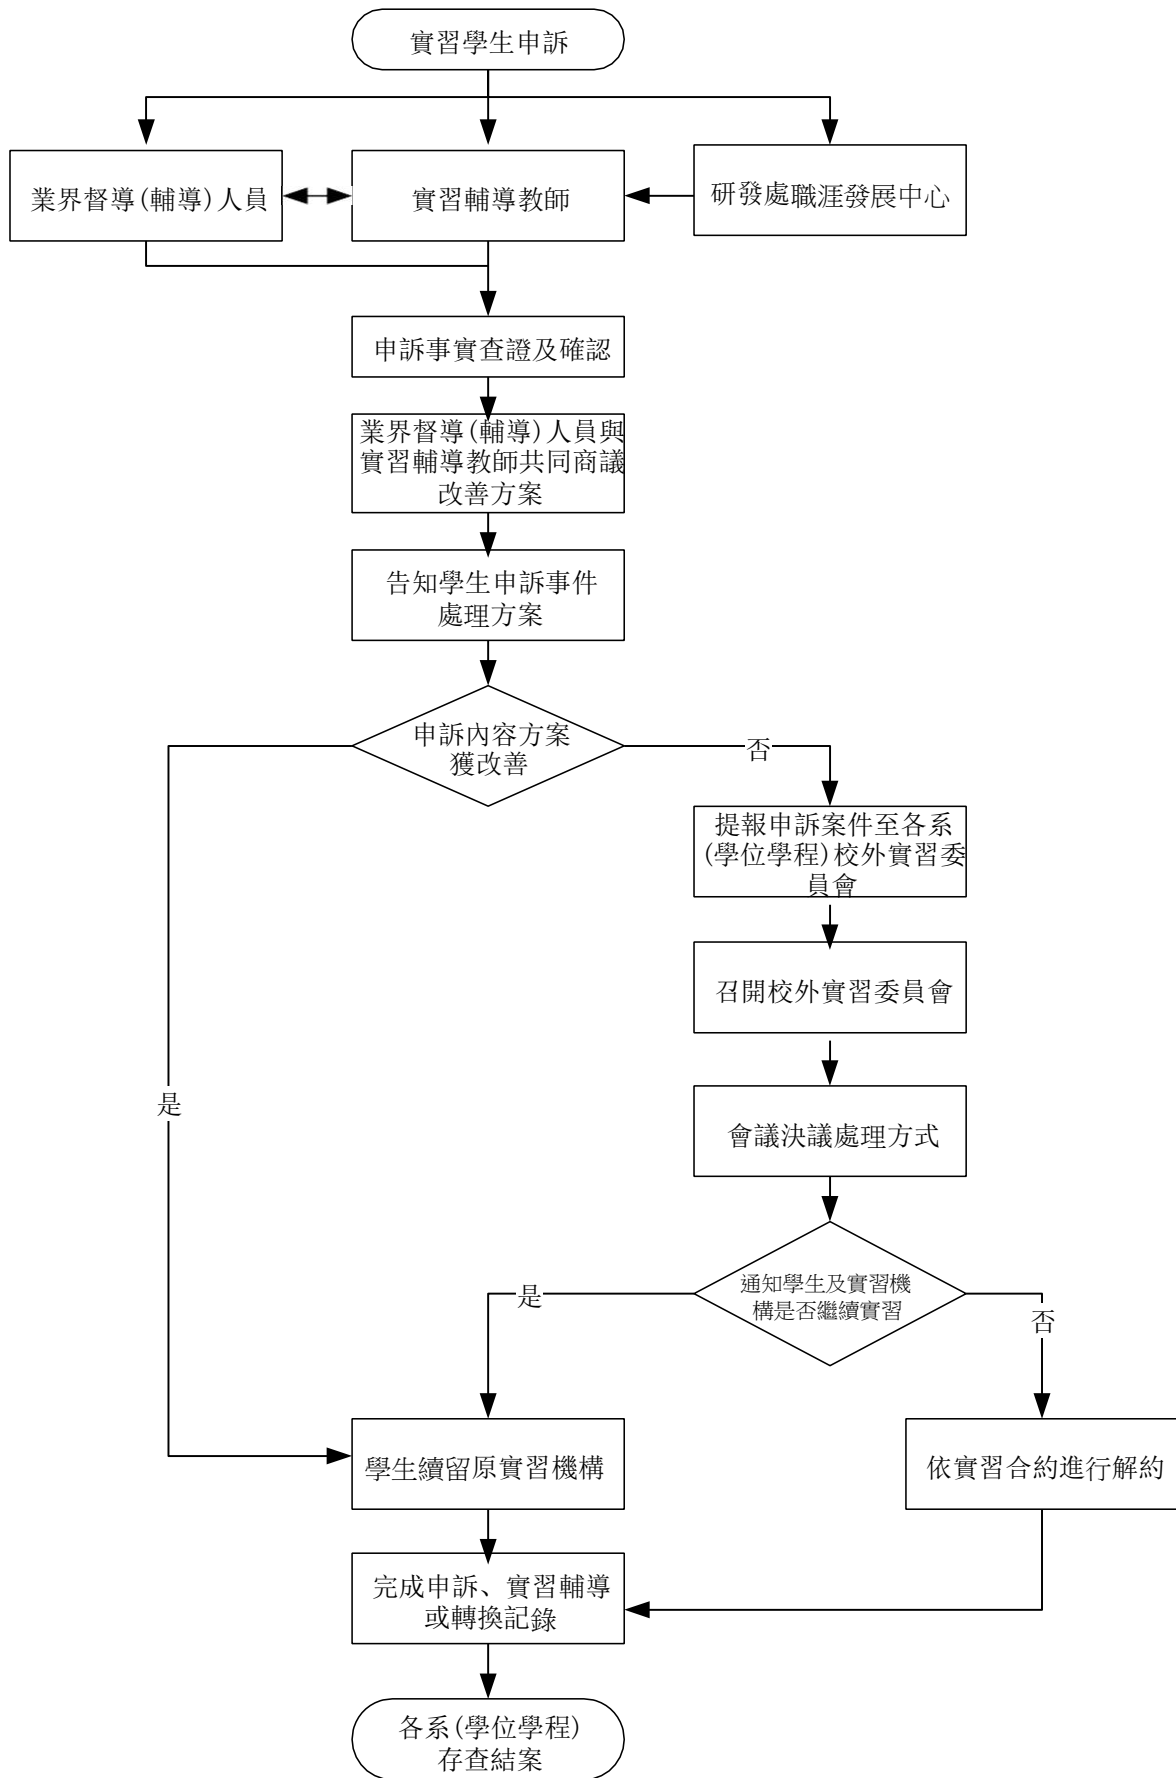 實習學生申訴
業界督導(輔導)人員
實習輔導教師
研發處職涯發展中心
申訴事實查證及確認
業界督導(輔導)人員與
實習輔導教師共同商議
改善方案
告知學生申訴事件
處理方案
申訴內容方案
獲改善
否
提報申訴案件至各系
(學位學程)校外實習委
員會
召開校外實習委員會
是
會議決議處理方式
通知學生及實習機
構是否繼續實習
是
否
學生續留原實習機構
依實習合約進行解約
完成申訴、實習輔導
或轉換記錄
各系(學位學程)
存查結案